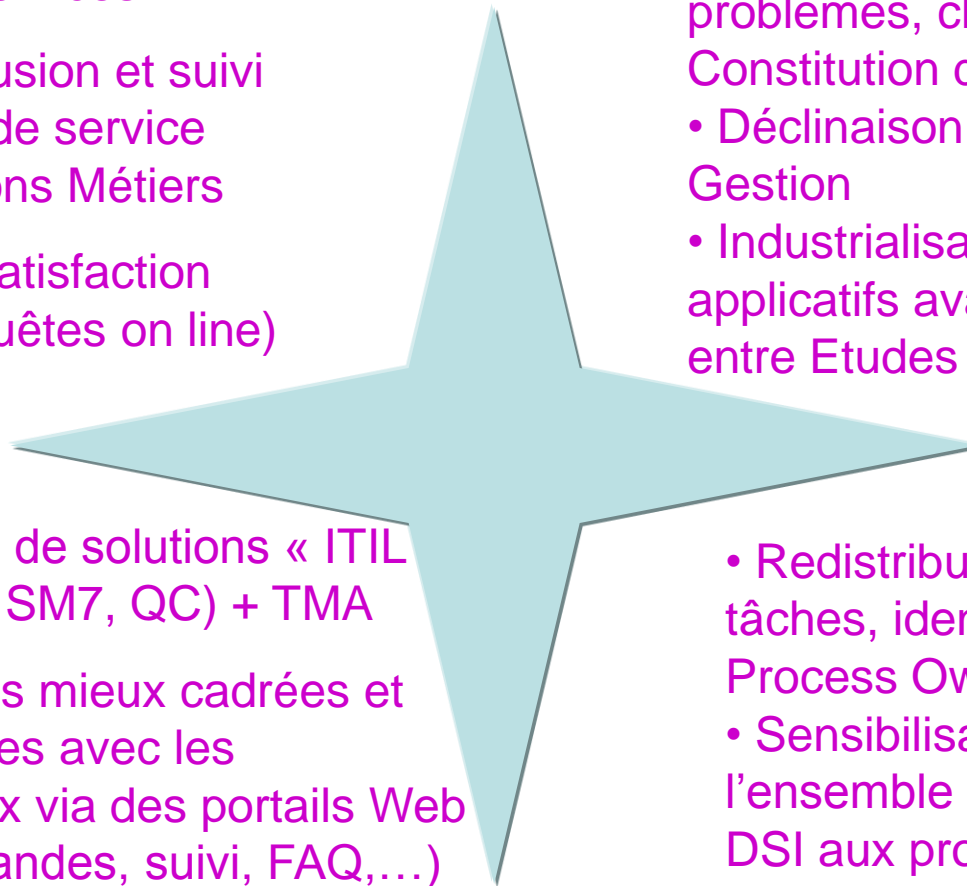 usion et suivi
de service
ons Métiers
atisfaction
uêtes on line)
problèmes, cl
Constitution d
• Déclinaison
Gestion
• Industrialisa
applicatifs ava
entre Etudes
de solutions « ITIL
SM7, QC) + TMA
s mieux cadrées et
es avec les
x via des portails Web
andes, suivi, FAQ,…)
• Redistribu
tâches, iden
Process Ow
• Sensibilisa
l’ensemble
DSI aux pro